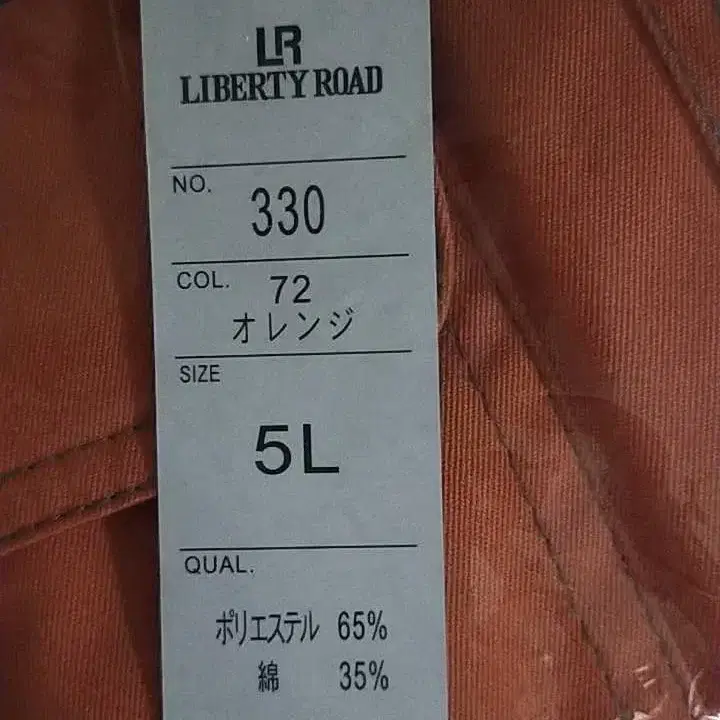 LR
LIBERTY ROAD
NO.
330
COL. 72
オレンジ
SIZE
5L
QUAL.
ポリエステル 65%
綿 35%